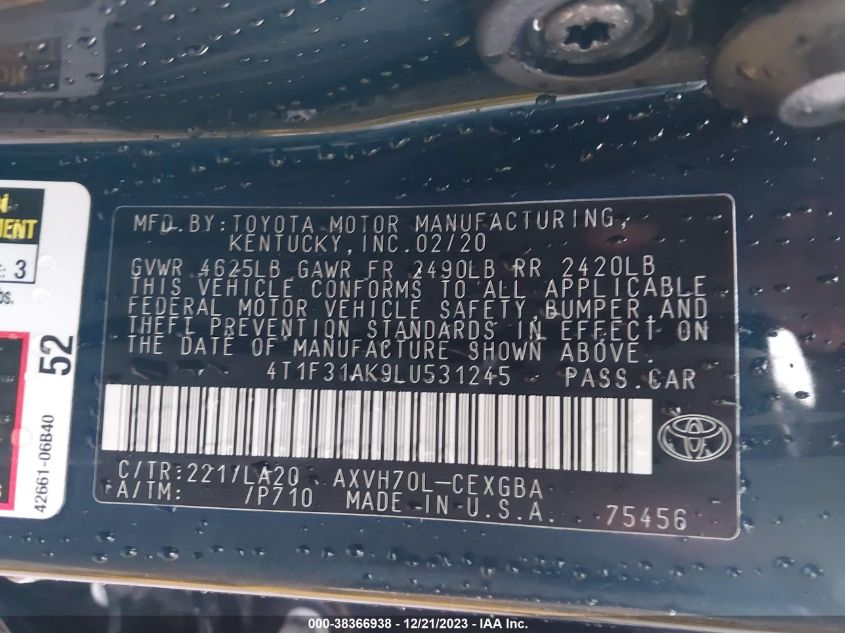 MFD. BY: TOYOTA MOTOR MANUFACTURING,
KENTUCKY, INC. 02/20
GVWR 4625LB GAWR FR 2490LB RR 2420LB
THIS VEHICLE CONFORMS TO ALL APPLICABLE
FEDERAL MOTOR VEHICLE SAFETY, BUMPER, AND
THEFT PREVENTION STANDARDS IN EFFECT ON
THE DATE OF MANUFACTURE SHOWN ABOVE.
4T1F31AK9LU531245 PASS. CAR
C/TR: 221/LA20 AXVH70L-CEXGBA
A/TM: /P710 MADE IN U.S.A. 75456
3
52
42661-06B40
000-38366938 - 12/21/2023 - © IAA, Inc.